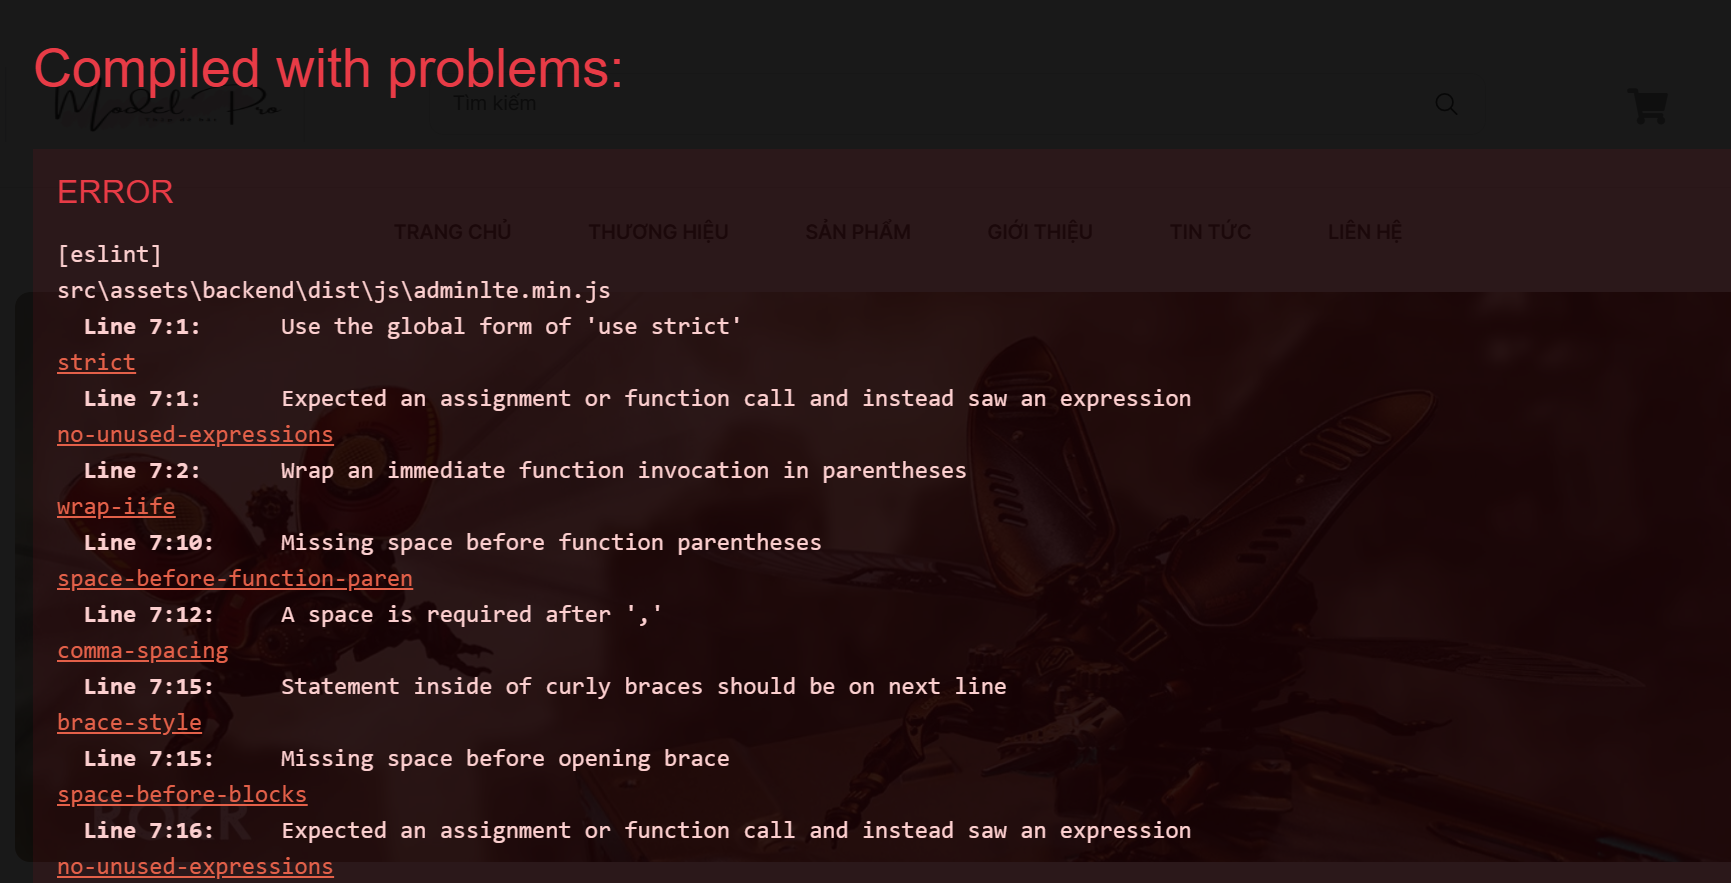 Compiled with problems:
Model Pro
Tìm kiếm
ERROR
TRANG CHỦ THƯƠNG HIỆU SẢN PHẨM GIỚI THIỆU TIN TỨC LIÊN HỆ
[eslint]
src\assets\backend\dist\js\adminlte.min.js
Line 7:1: Use the global form of 'use strict'
strict
Line 7:1: Expected an assignment or function call and instead saw an expression
no-unused-expressions
Line 7:2: Wrap an immediate function invocation in parentheses
wrap-iife
Line 7:10: Missing space before function parentheses
space-before-function-paren
Line 7:12: A space is required after ','
comma-spacing
Line 7:15: Statement inside of curly braces should be on next line
brace-style
Line 7:15: Missing space before opening brace
space-before-blocks
Line 7:16: Expected an assignment or function call and instead saw an expression
no-unused-expressions